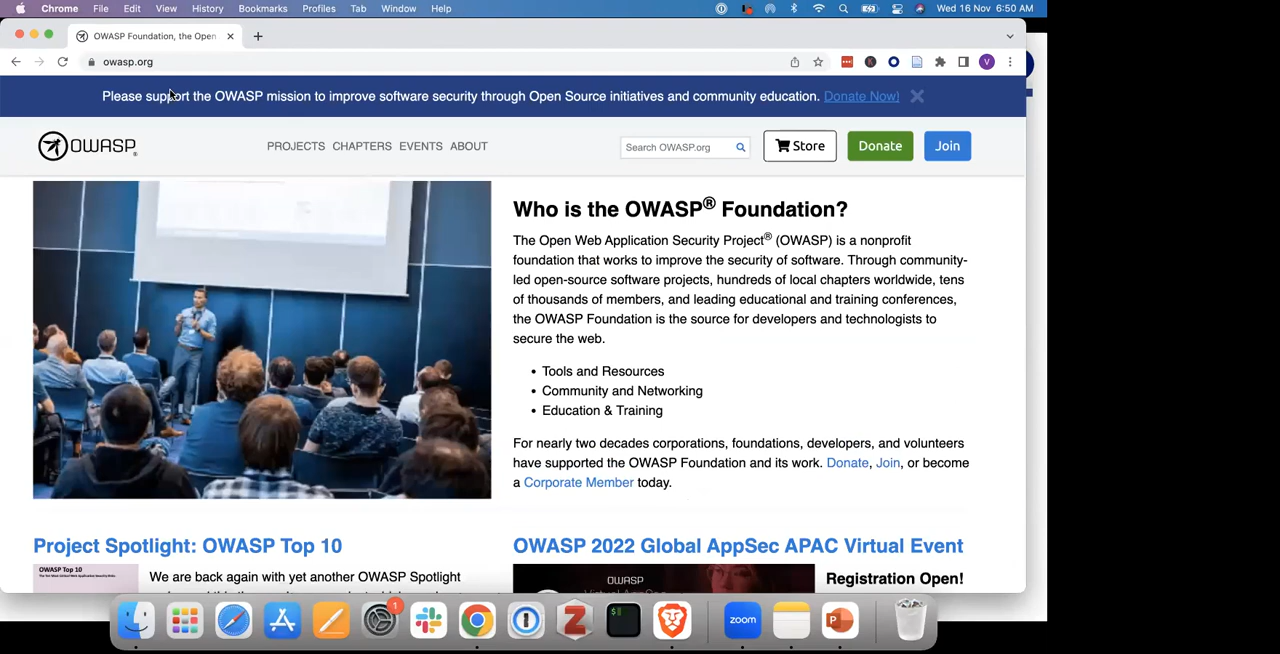 Chrome File Edit View History Bookmarks Profiles Tab Window Help Wed 16 Nov 6:50 AM
OWASP Foundation, the Open
owasp.org
V
Please support the OWASP mission to improve software security through Open Source initiatives and community education. Donate Now!
OWASP PROJECTS CHAPTERS EVENTS ABOUT Search OWASP.org Store Donate Join
Who is the OWASP® Foundation?
The Open Web Application Security Project® (OWASP) is a nonprofit
foundation that works to improve the security of software. Through community-
led open-source software projects, hundreds of local chapters worldwide, tens
of thousands of members, and leading educational and training conferences,
the OWASP Foundation is the source for developers and technologists to
secure the web.
• Tools and Resources
• Community and Networking
• Education & Training
For nearly two decades corporations, foundations, developers, and volunteers
have supported the OWASP Foundation and its work. Donate, Join, or become
a Corporate Member today.
Project Spotlight: OWASP Top 10
OWASP Top 10
We are back again with yet another OWASP Spotlight
OWASP 2022 Global AppSec APAC Virtual Event
OWASP
Registration Open!
1
Z
$
zoom
P